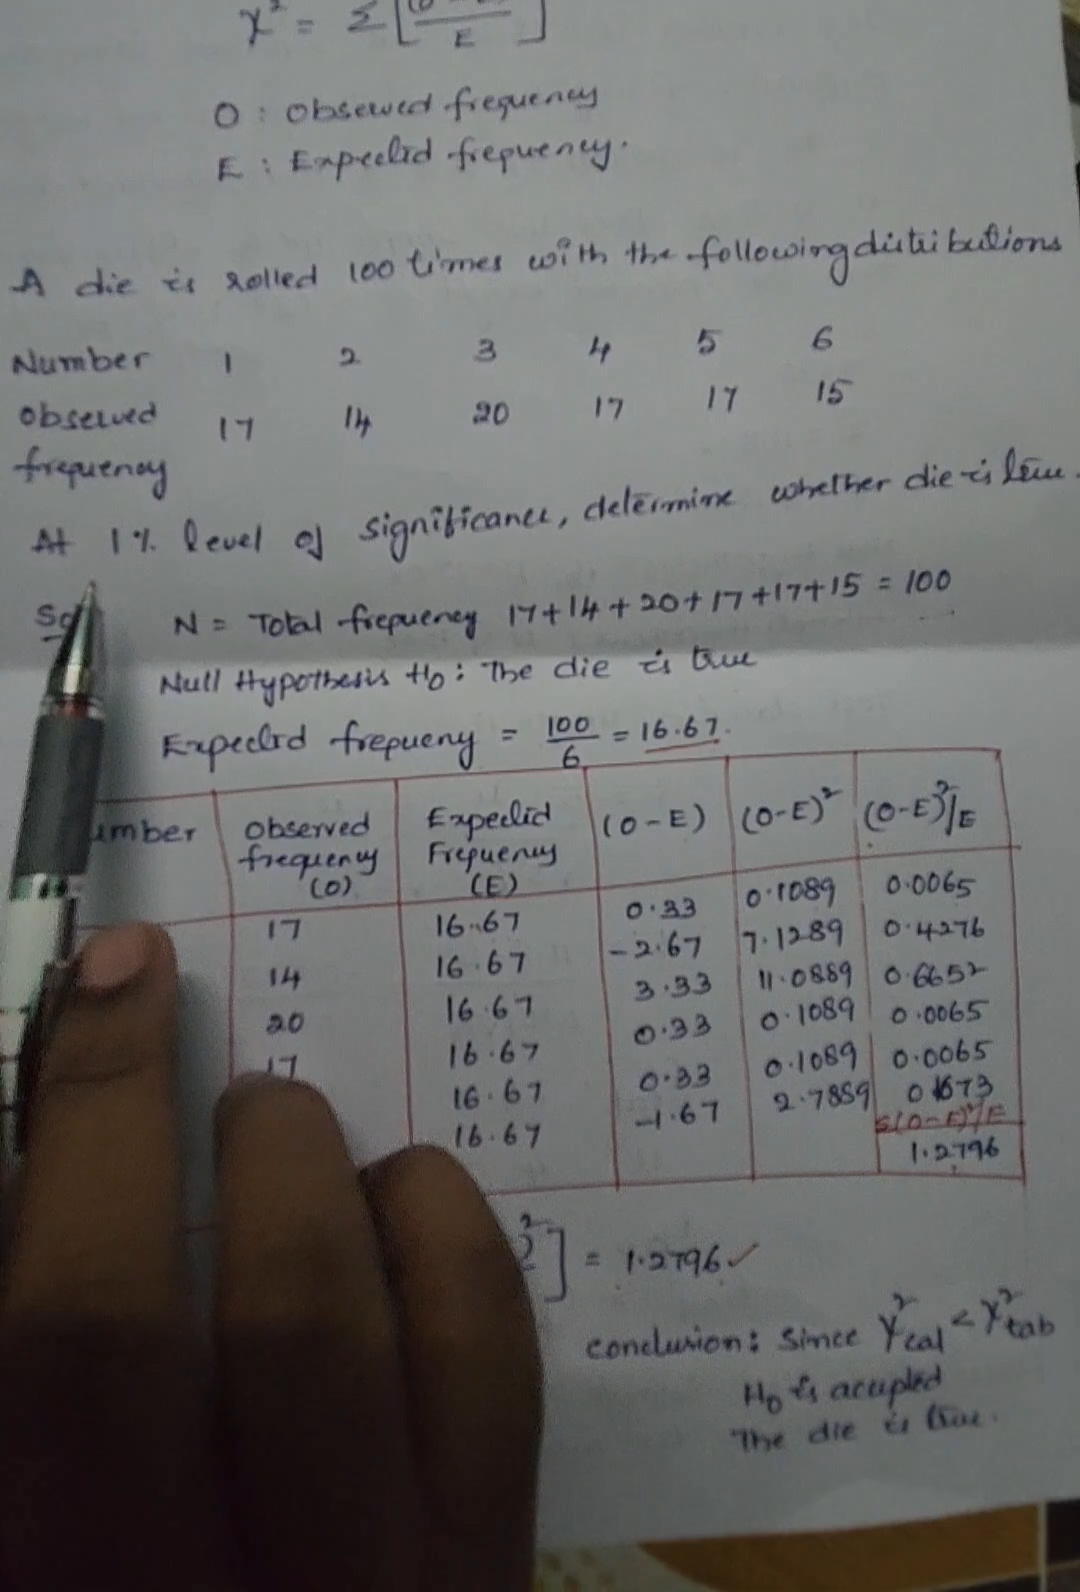 χ² = Σ[ E ]
O : Observed frequency
E : Expected frequency.
A die is rolled 100 times with the following distributions
Number 1 2 3 4 5 6
Observed frequency 17 14 20 17 17 15
At 1% level of significance, determine whether die is true.
N = Total frequency 17+14+20+17+17+15 = 100
Null Hypothesis H₀ : The die is true
Expected frequency = 100/6 = 16.67.
umber Observed frequency (O) Expected Frequency (E) (O-E) (O-E)² (O-E)²/E
17 16.67 0.33 0.1089 0.0065
14 16.67 -2.67 7.1289 0.4276
20 16.67 3.33 11.0889 0.6652
17 16.67 0.33 0.1089 0.0065
16.67 0.33 0.1089 0.0065
16.67 -1.67 2.7889 0.1673
Σ(O-E)²/E
1.2796
] = 1.2796 ✓
conclusion : Since χ²cal < χ²tab
H₀ is accepted
The die is true.